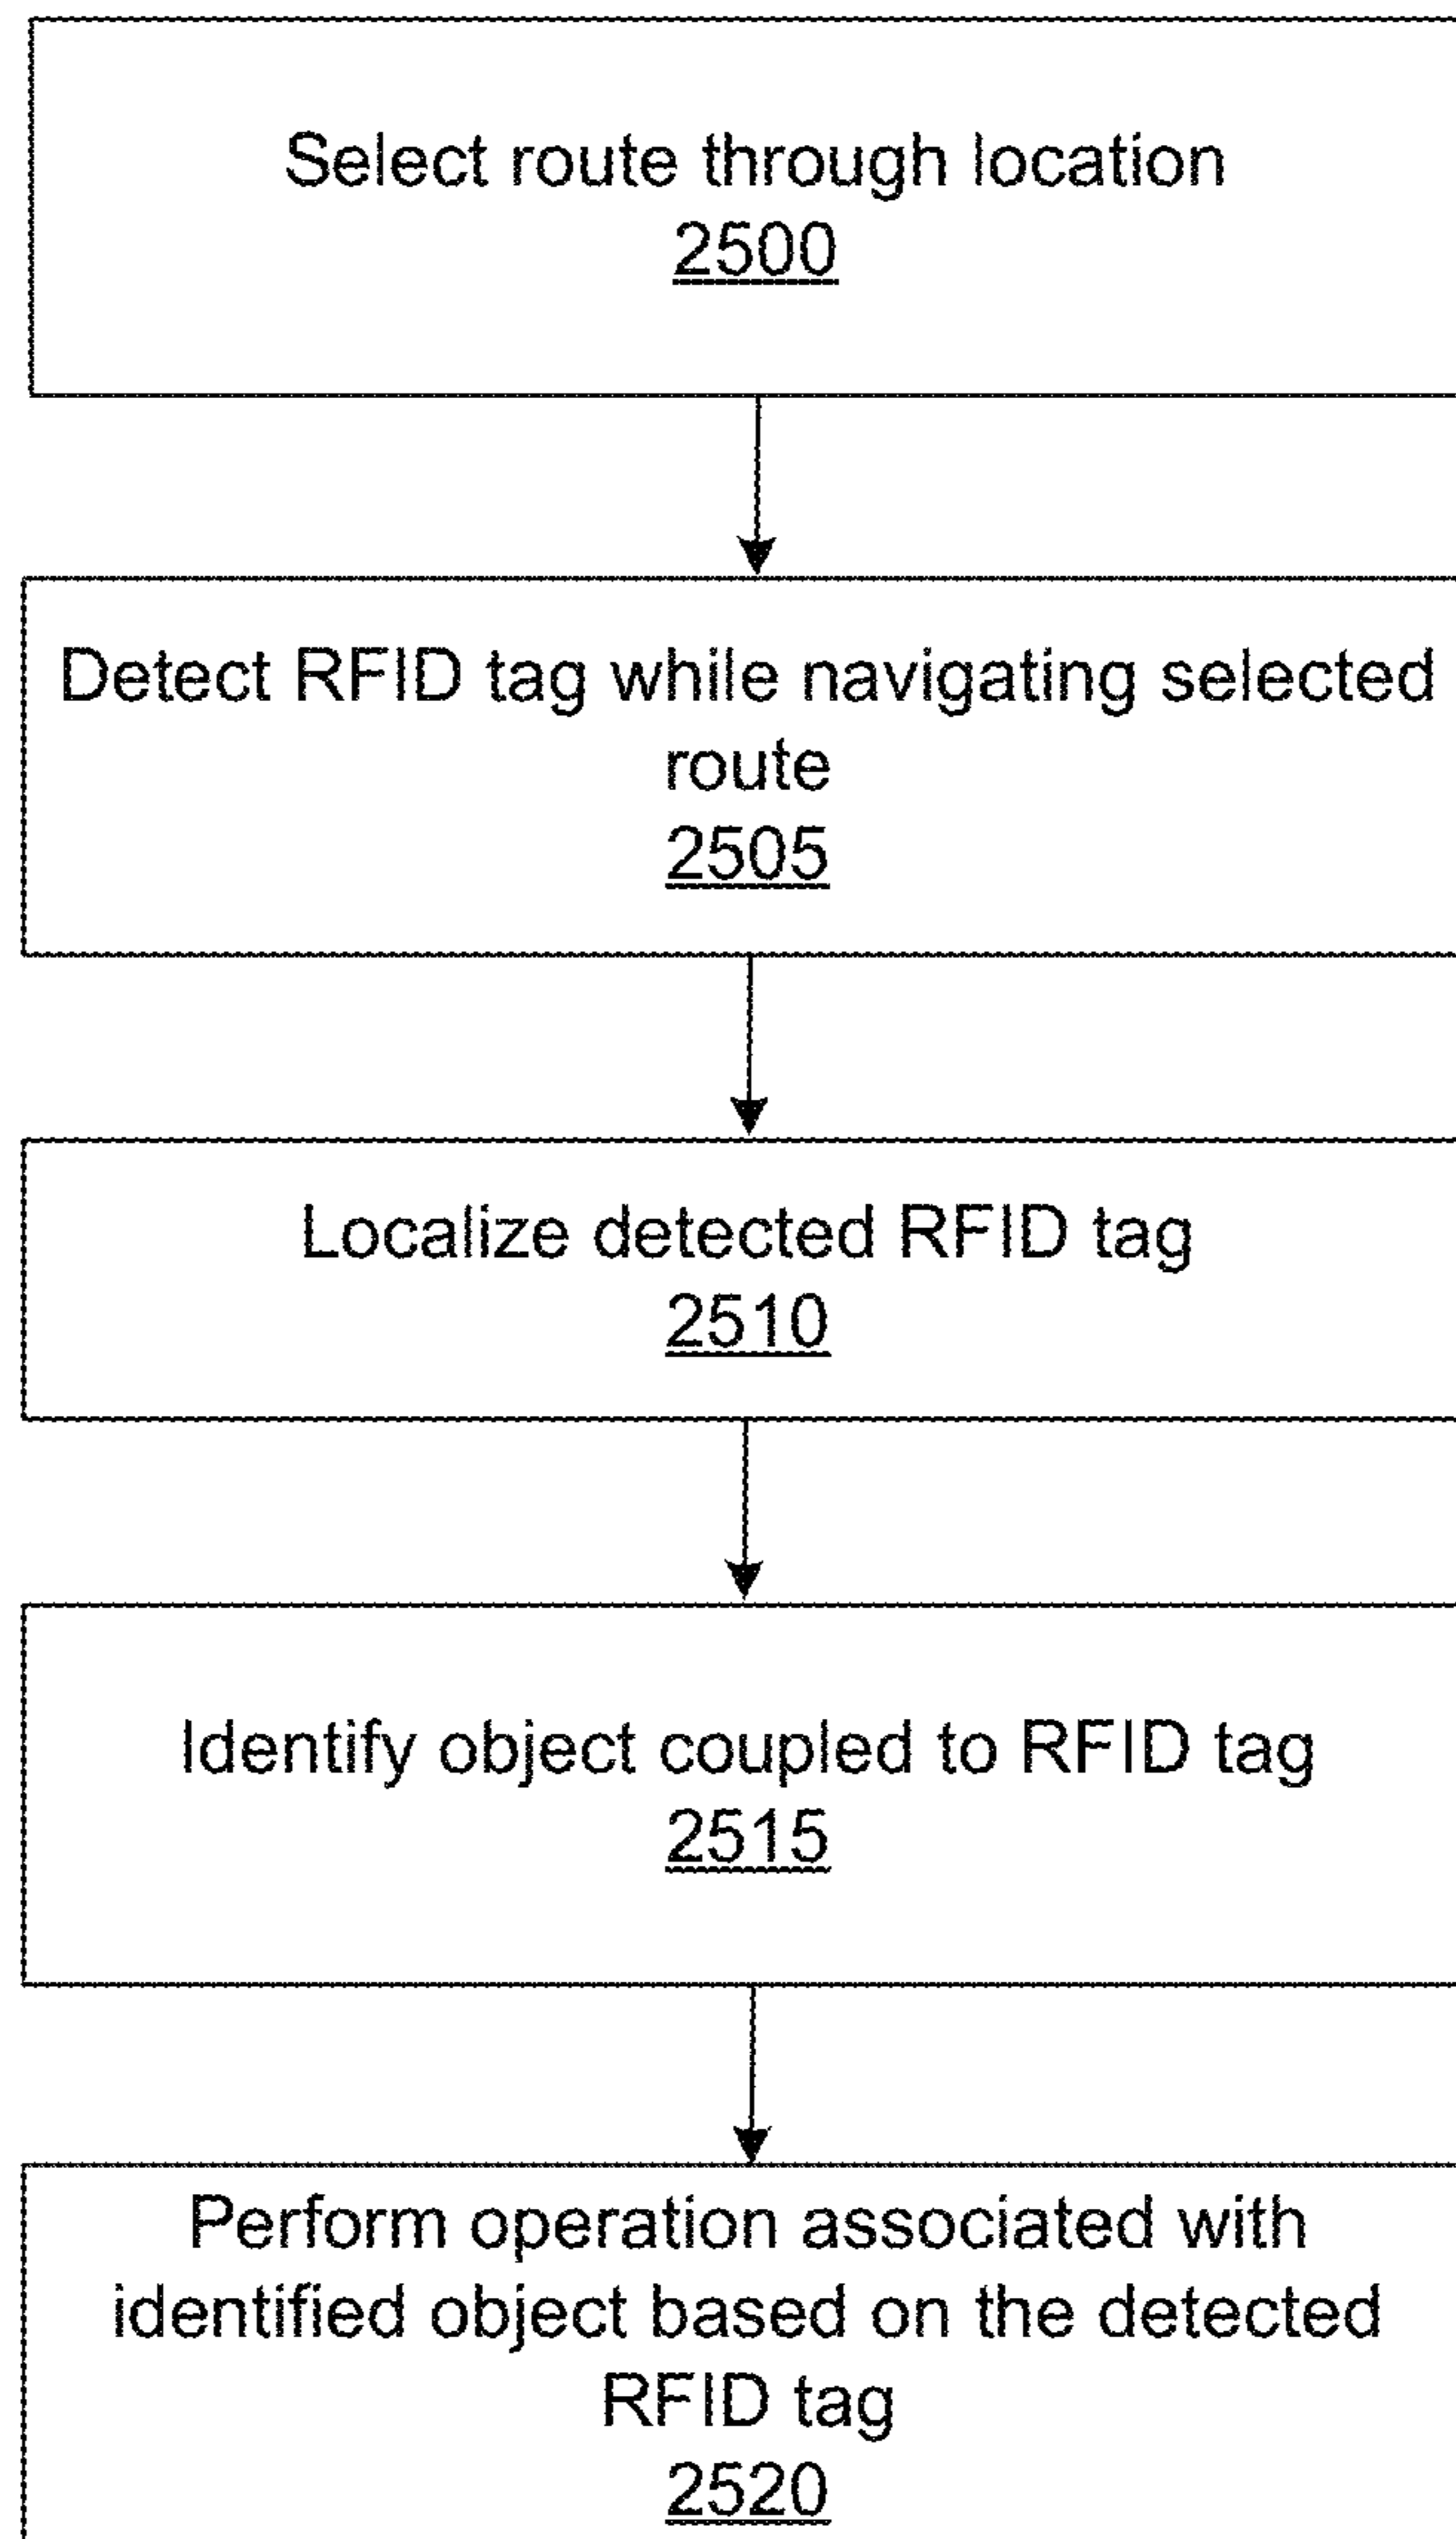 Select route through location
2500
Detect RFID tag while navigating selected
route
2505
Localize detected RFID tag
2510
Identify object coupled to RFID tag
2515
Perform operation associated with
identified object based on the detected
RFID tag
2520